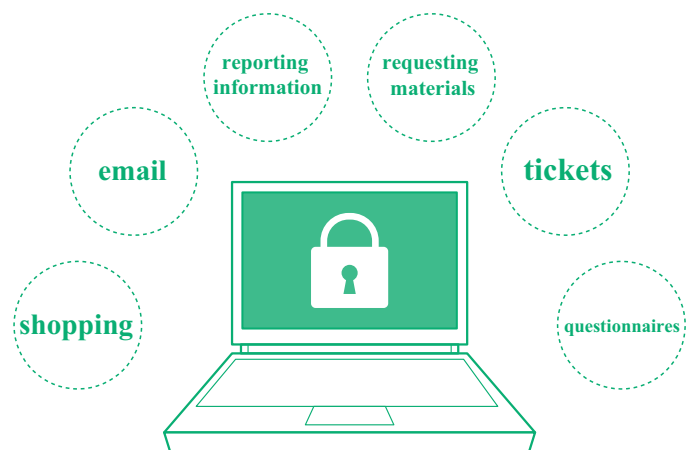 reporting
information
requesting
materials
email
tickets
shopping
questionnaires